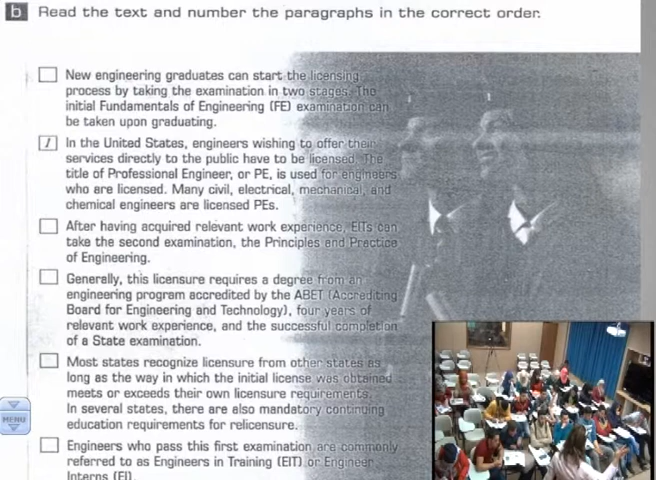 b Read the text and number the paragraphs in the correct order.
New engineering graduates can start the licensing
process by taking the examination in two stages. The
initial Fundamentals of Engineering (FE) examination can
be taken upon graduating.
1 In the United States, engineers wishing to offer their
services directly to the public have to be licensed. The
title of Professional Engineer, or PE, is used for engineers
who are licensed. Many civil, electrical, mechanical, and
chemical engineers are licensed PEs.
After having acquired relevant work experience, EITs can
take the second examination, the Principles and Practice
of Engineering.
Generally, this licensure requires a degree from an
engineering program accredited by the ABET (Accrediting
Board for Engineering and Technology), four years of
relevant work experience, and the successful completion
of a State examination.
Most states recognize licensure from other states as
long as the way in which the initial license was obtained
meets or exceeds their own licensure requirements.
In several states, there are also mandatory continuing
education requirements for relicensure.
MENU
Engineers who pass this first examination are commonly
referred to as Engineers in Training (EIT) or Engineer
Interns (EI).